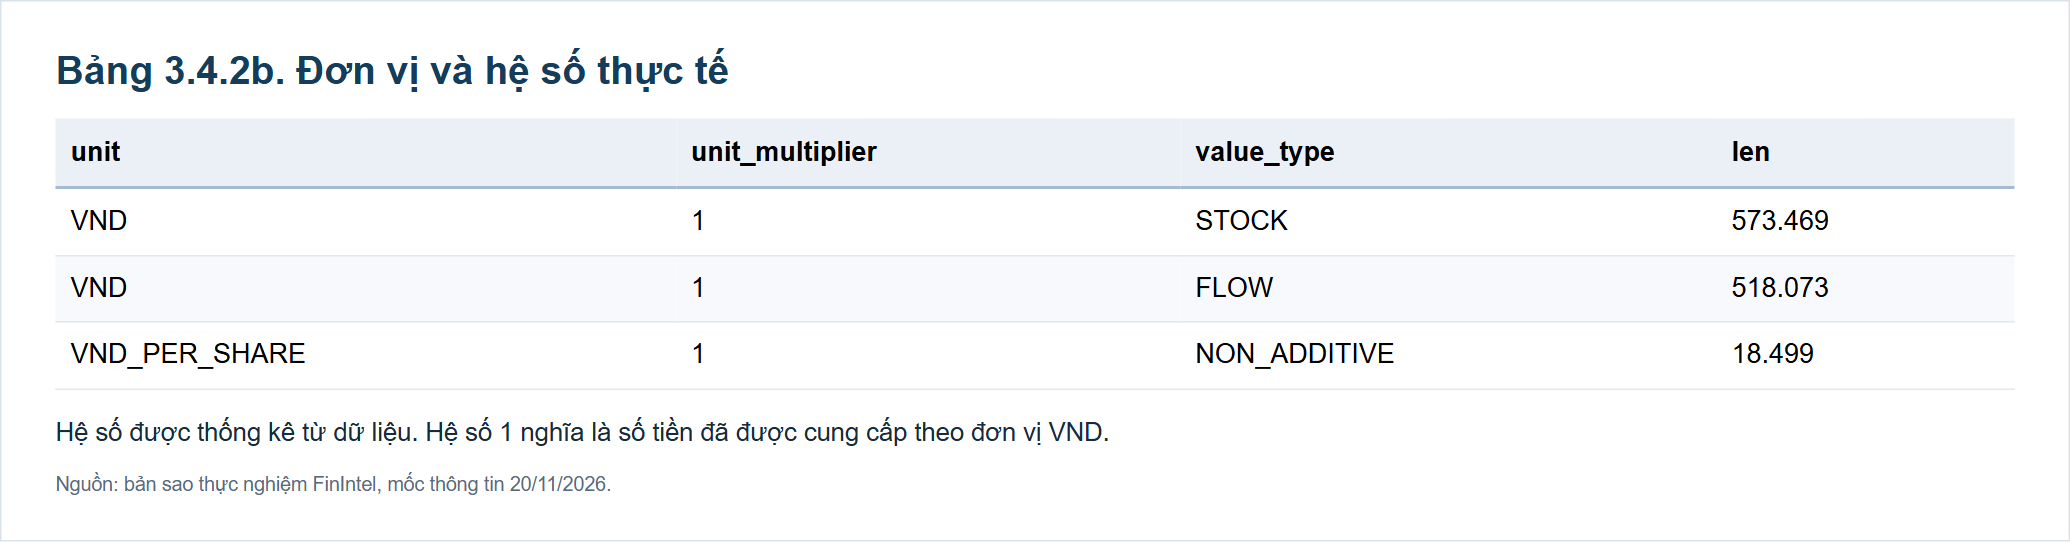 Bảng 3.4.2b. Đơn vị và hệ số thực tế
unit unit_multiplier value_type len
VND 1 STOCK 573.469
VND 1 FLOW 518.073
VND_PER_SHARE 1 NON_ADDITIVE 18.499
Hệ số được thống kê từ dữ liệu. Hệ số 1 nghĩa là số tiền đã được cung cấp theo đơn vị VND.
Nguồn: bản sao thực nghiệm FinIntel, mốc thông tin 20/11/2026.